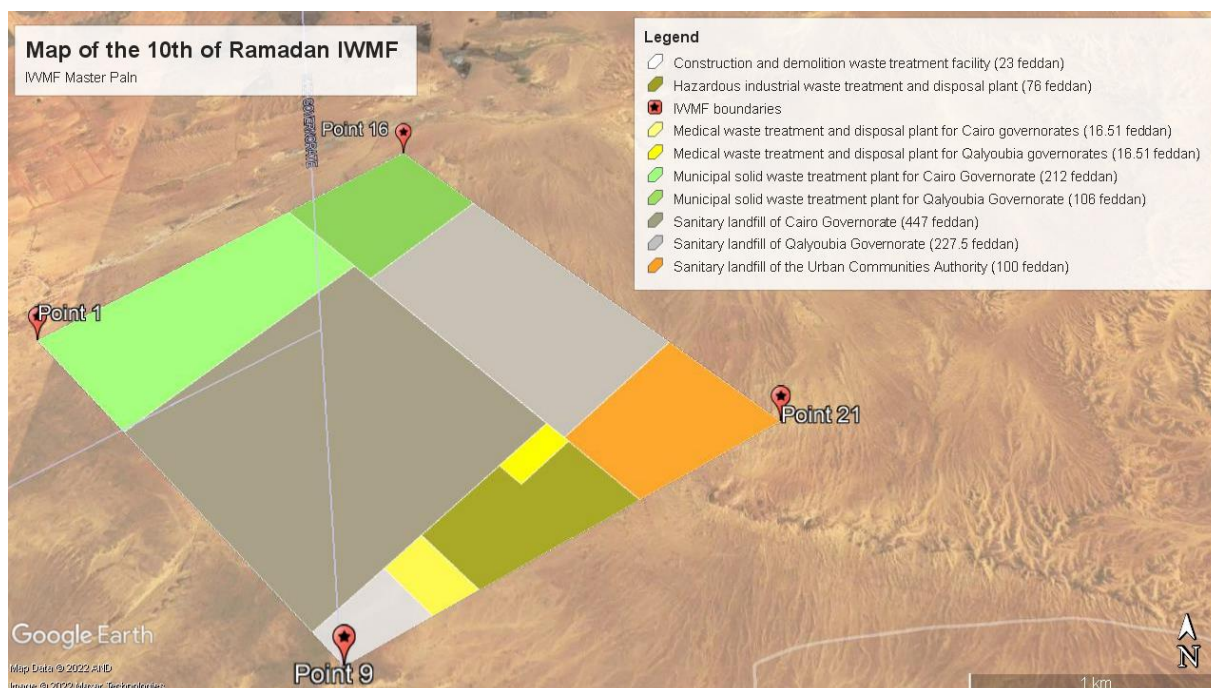 Map of the 10th of Ramadan IWMF
IWMF Master Paln
Legend
Construction and demolition waste treatment facility (23 feddan)
Hazardous industrial waste treatment and disposal plant (76 feddan)
IWMF boundaries
Medical waste treatment and disposal plant for Cairo governorates (16.51 feddan)
Medical waste treatment and disposal plant for Qalyoubia governorates (16.51 feddan)
Municipal solid waste treatment plant for Cairo Governorate (212 feddan)
Municipal solid waste treatment plant for Qalyoubia Governorate (106 feddan)
Sanitary landfill of Cairo Governorate (447 feddan)
Sanitary landfill of Qalyoubia Governorate (227.5 feddan)
Sanitary landfill of the Urban Communities Authority (100 feddan)
Point 16
Point 1
Point 21
Point 9
Google Earth
Map Data © 2022 AND
Image © 2022 Maxar Technologies
1 km
N